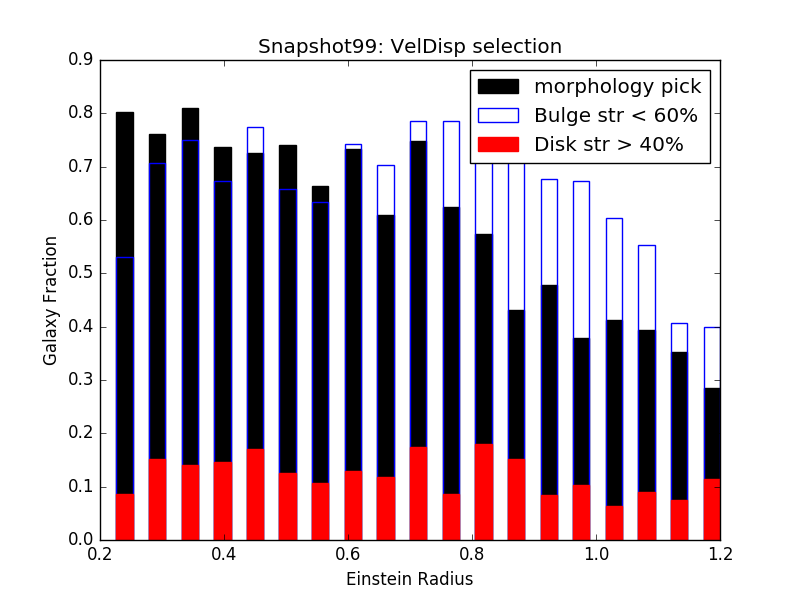 Snapshot99: VelDisp selection
morphology pick
Bulge str < 60%
Disk str > 40%
Galaxy Fraction
0.9
0.8
0.7
0.6
0.5
0.4
0.3
0.2
0.1
0.0
0.2 0.4 0.6 0.8 1.0 1.2
Einstein Radius